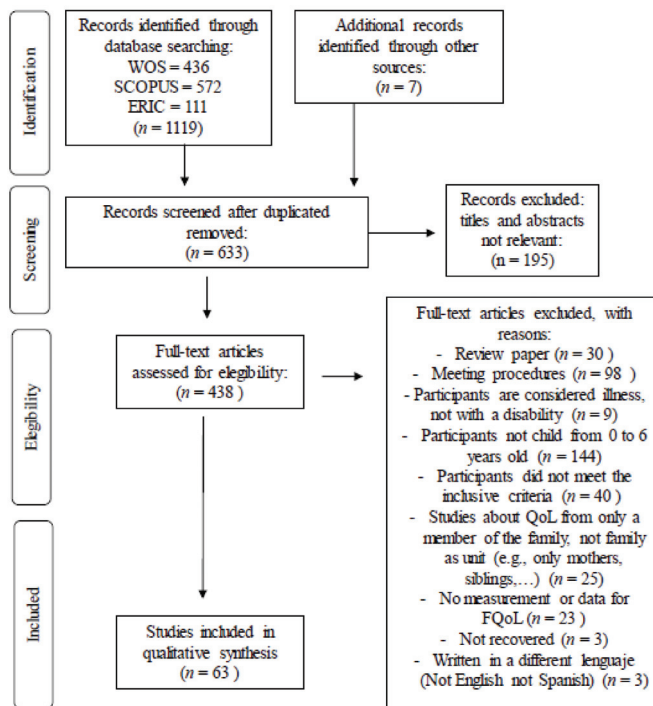 Identification
Records identified through
database searching:
WOS = 436
SCOPUS = 572
ERIC = 111
(n = 1119)
Additional records
identified through other
sources:
(n = 7)
Screening
Records screened after duplicated
removed:
(n = 633)
Records excluded:
titles and abstracts
not relevant:
(n = 195)
Elegibility
Full-text articles
assessed for elegibility:
(n = 438 )
Full-text articles excluded, with
reasons:
- Review paper (n = 30 )
- Meeting procedures (n = 98 )
- Participants are considered illness,
not with a disability (n = 9)
- Participants not child from 0 to 6
years old (n = 144)
- Participants did not meet the
inclusive criteria (n = 40 )
- Studies about QoL from only a
member of the family, not family
as unit (e.g., only mothers,
siblings,…) (n = 25)
- No measurement or data for
FQoL (n = 23 )
- Not recovered (n = 3)
- Written in a different lenguaje
(Not English not Spanish) (n = 3)
Included
Studies included in
qualitative synthesis
(n = 63 )